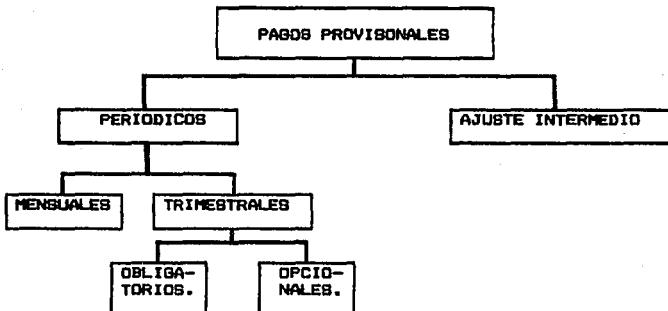 PAGOS PROVISONALES
PERIODICOS
AJUSTE INTERMEDIO
MENSUALES
TRIMESTRALES
OBLIGA-
TORIOS.
OPCIO-
NALES.